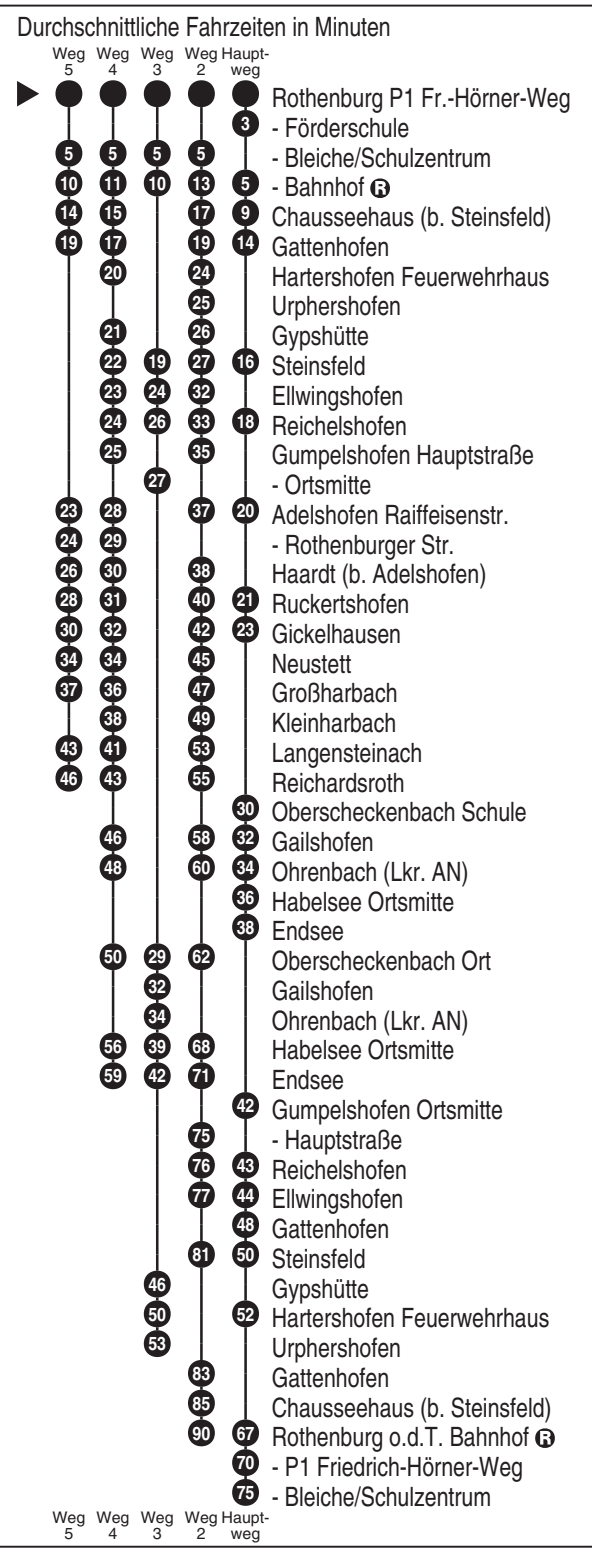 Durchschnittliche Fahrzeiten in Minuten
Weg 5 Weg 4 Weg 3 Weg 2 Haupt-weg
Rothenburg P1 Fr.-Hörner-Weg
3 - Förderschule
5 5 5 5 - Bleiche/Schulzentrum
10 11 10 13 5 - Bahnhof R
14 15 17 9 Chausseehaus (b. Steinsfeld)
19 17 19 14 Gattenhofen
20 24 Hartershofen Feuerwehrhaus
25 Urphershofen
21 26 Gypshütte
22 19 27 16 Steinsfeld
23 24 32 Ellwingshofen
24 26 33 18 Reichelshofen
25 35 Gumpelshofen Hauptstraße
27 - Ortsmitte
23 28 37 20 Adelshofen Raiffeisenstr.
24 29 - Rothenburger Str.
26 30 38 Haardt (b. Adelshofen)
28 31 40 21 Ruckertshofen
30 32 42 23 Gickelhausen
34 34 45 Neustett
37 36 47 Großharbach
38 49 Kleinharbach
43 41 53 Langensteinach
46 43 55 Reichardsroth
30 Oberscheckenbach Schule
46 58 32 Gailshofen
48 60 34 Ohrenbach (Lkr. AN)
36 Habelsee Ortsmitte
38 Endsee
50 29 62 Oberscheckenbach Ort
32 Gailshofen
34 Ohrenbach (Lkr. AN)
56 39 68 Habelsee Ortsmitte
59 42 71 Endsee
42 Gumpelshofen Ortsmitte
75 - Hauptstraße
76 43 Reichelshofen
77 44 Ellwingshofen
48 Gattenhofen
81 50 Steinsfeld
46 Gypshütte
50 52 Hartershofen Feuerwehrhaus
53 Urphershofen
83 Gattenhofen
85 Chausseehaus (b. Steinsfeld)
90 67 Rothenburg o.d.T. Bahnhof R
70 - P1 Friedrich-Hörner-Weg
75 - Bleiche/Schulzentrum
Weg 5 Weg 4 Weg 3 Weg 2 Haupt-weg